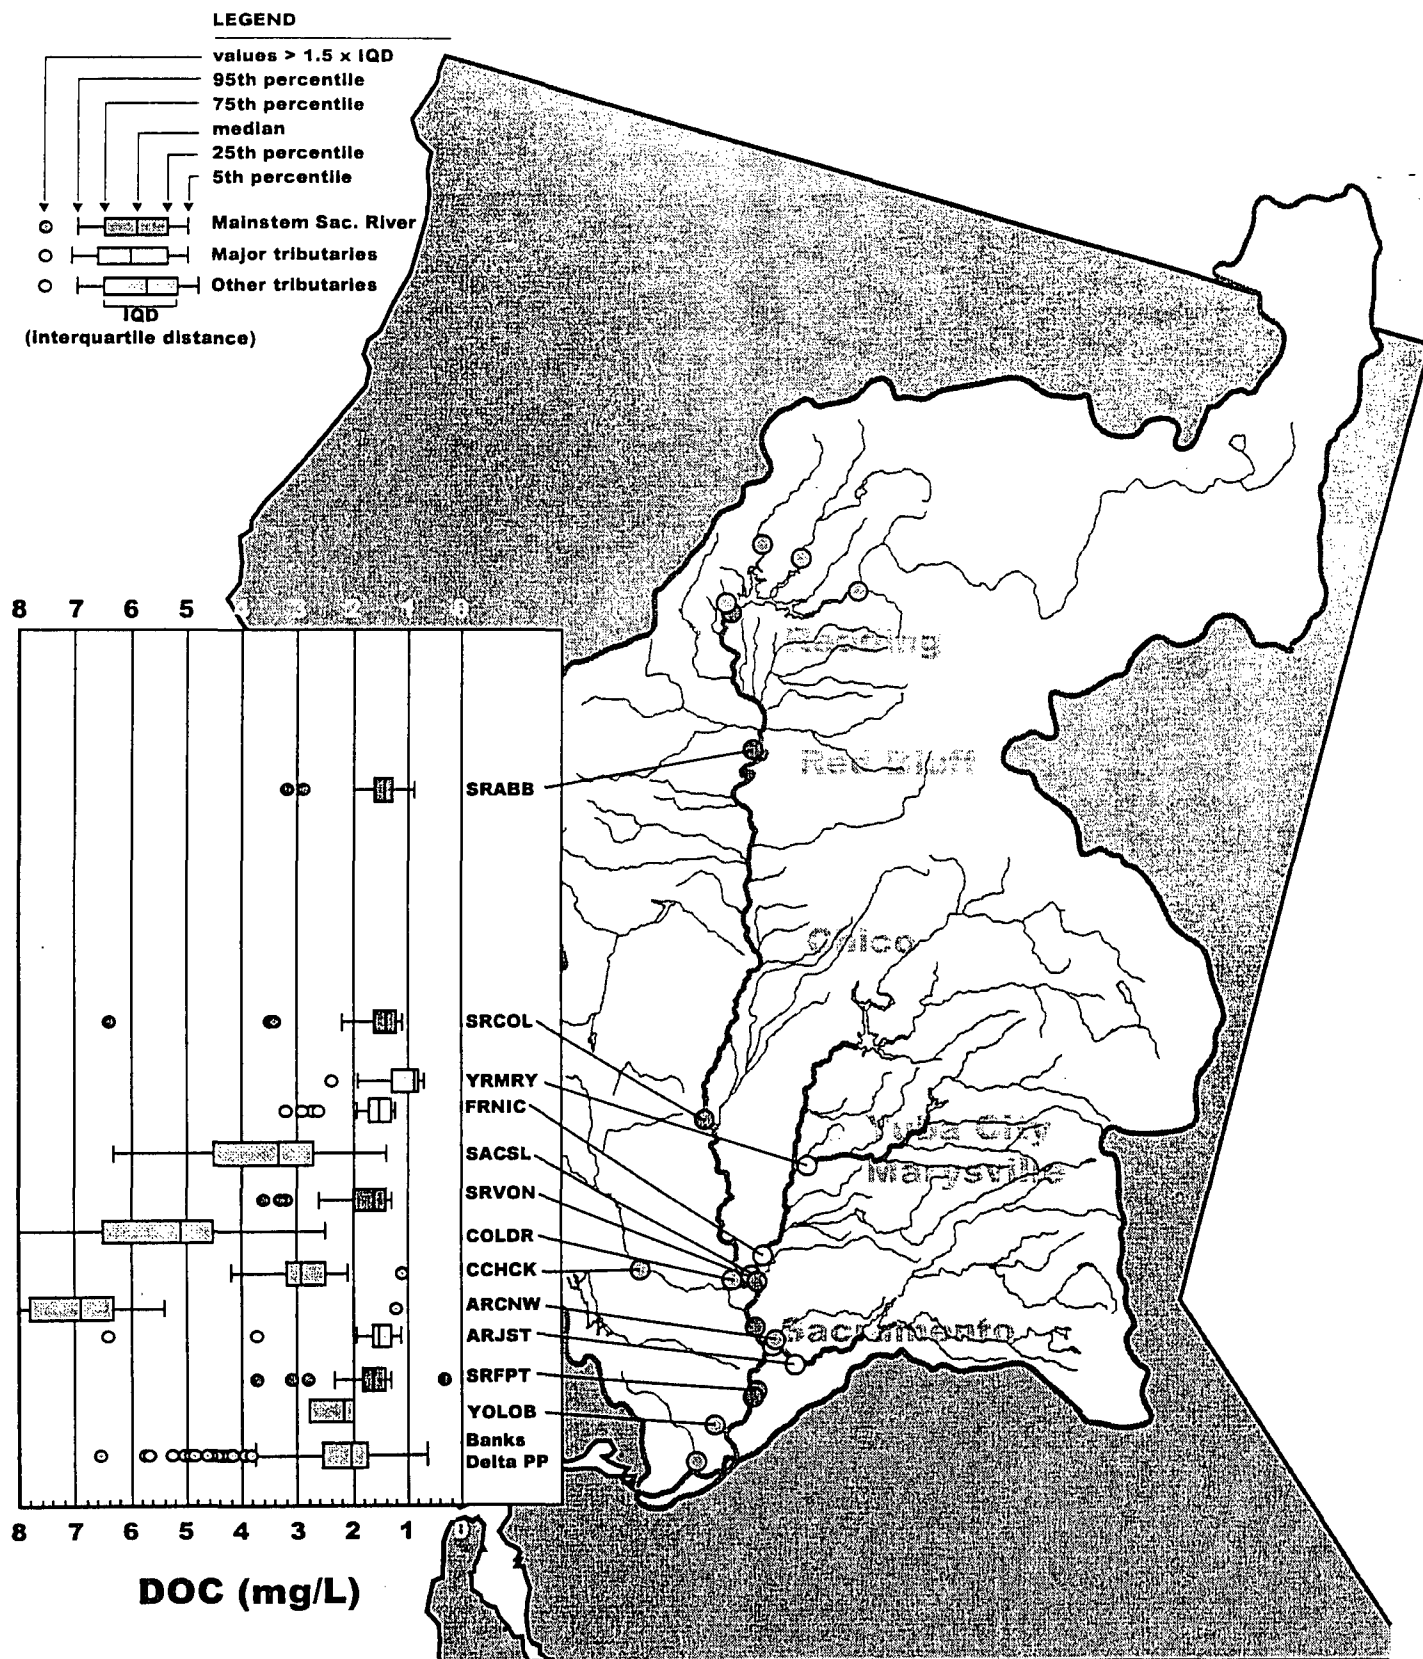 LEGEND
values > 1.5 x IQD
95th percentile
75th percentile
median
25th percentile
5th percentile
Mainstem Sac. River
Major tributaries
Other tributaries
IQD
(interquartile distance)
8 7 6 5 4 3 2 1 0
Redding
Red Bluff
SRABB
Chico
SRCOL
YRMRY
FRNIC
Yuba City
SACSL
Marysville
SRVON
COLDR
CCHCK
ARCNW
Sacramento
ARJST
SRFPT
YOLOB
Banks
Delta PP
8 7 6 5 4 3 2 1 0
DOC (mg/L)